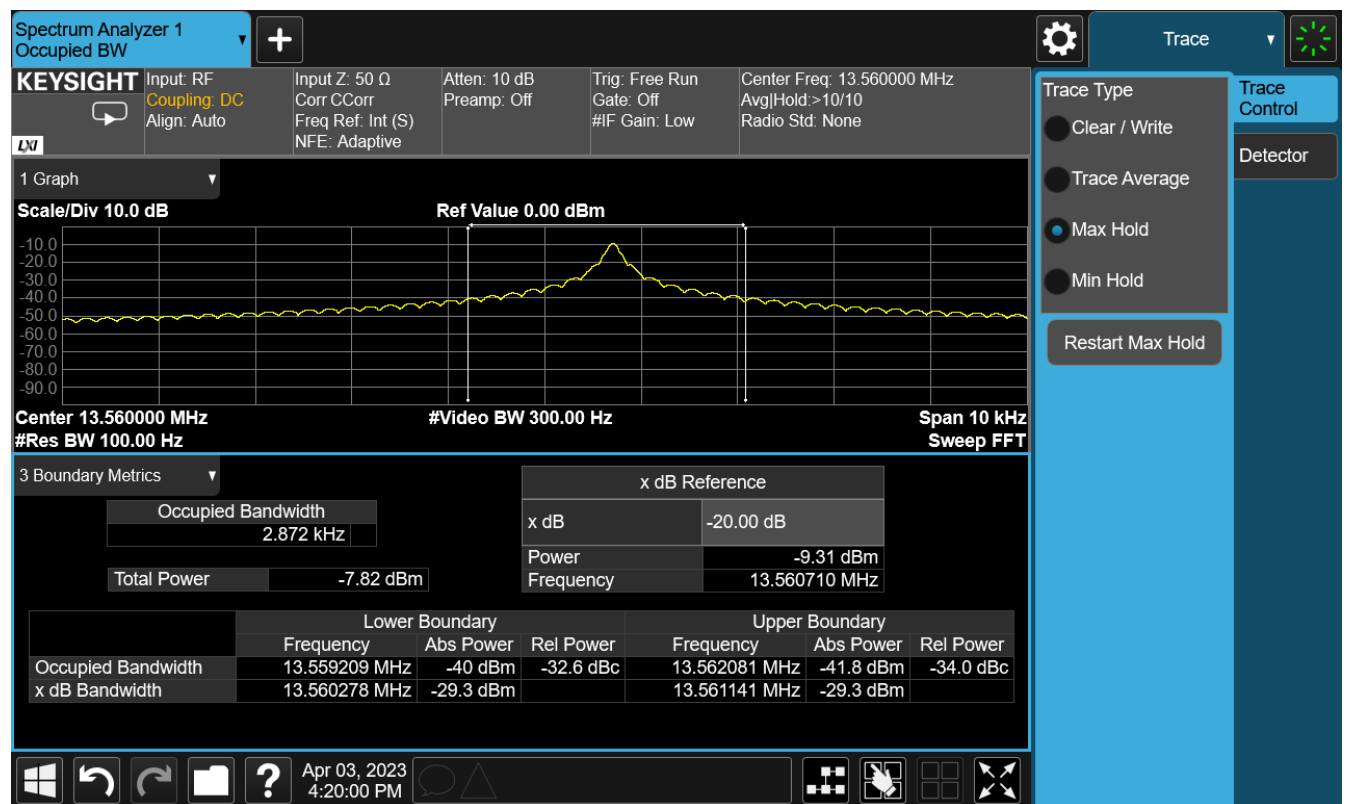 Spectrum Analyzer 1
Occupied BW
+
Trace
KEYSIGHT
LXI
Input: RF
Coupling: DC
Align: Auto
Input Z: 50 Ω
Corr CCorr
Freq Ref: Int (S)
NFE: Adaptive
Atten: 10 dB
Preamp: Off
Trig: Free Run
Gate: Off
#IF Gain: Low
Center Freq: 13.560000 MHz
Avg|Hold:>10/10
Radio Std: None
Trace Type
Clear / Write
Trace Average
Max Hold
Min Hold
Restart Max Hold
Trace
Control
Detector
1 Graph
Scale/Div 10.0 dB Ref Value 0.00 dBm
-10.0
-20.0
-30.0
-40.0
-50.0
-60.0
-70.0
-80.0
-90.0
Center 13.560000 MHz #Video BW 300.00 Hz Span 10 kHz
#Res BW 100.00 Hz Sweep FFT
3 Boundary Metrics
Occupied Bandwidth
2.872 kHz
Total Power -7.82 dBm
x dB Reference
x dB -20.00 dB
Power -9.31 dBm
Frequency 13.560710 MHz
Lower Boundary Upper Boundary
Frequency Abs Power Rel Power Frequency Abs Power Rel Power
Occupied Bandwidth 13.559209 MHz -40 dBm -32.6 dBc 13.562081 MHz -41.8 dBm -34.0 dBc
x dB Bandwidth 13.560278 MHz -29.3 dBm 13.561141 MHz -29.3 dBm
?
Apr 03, 2023
4:20:00 PM